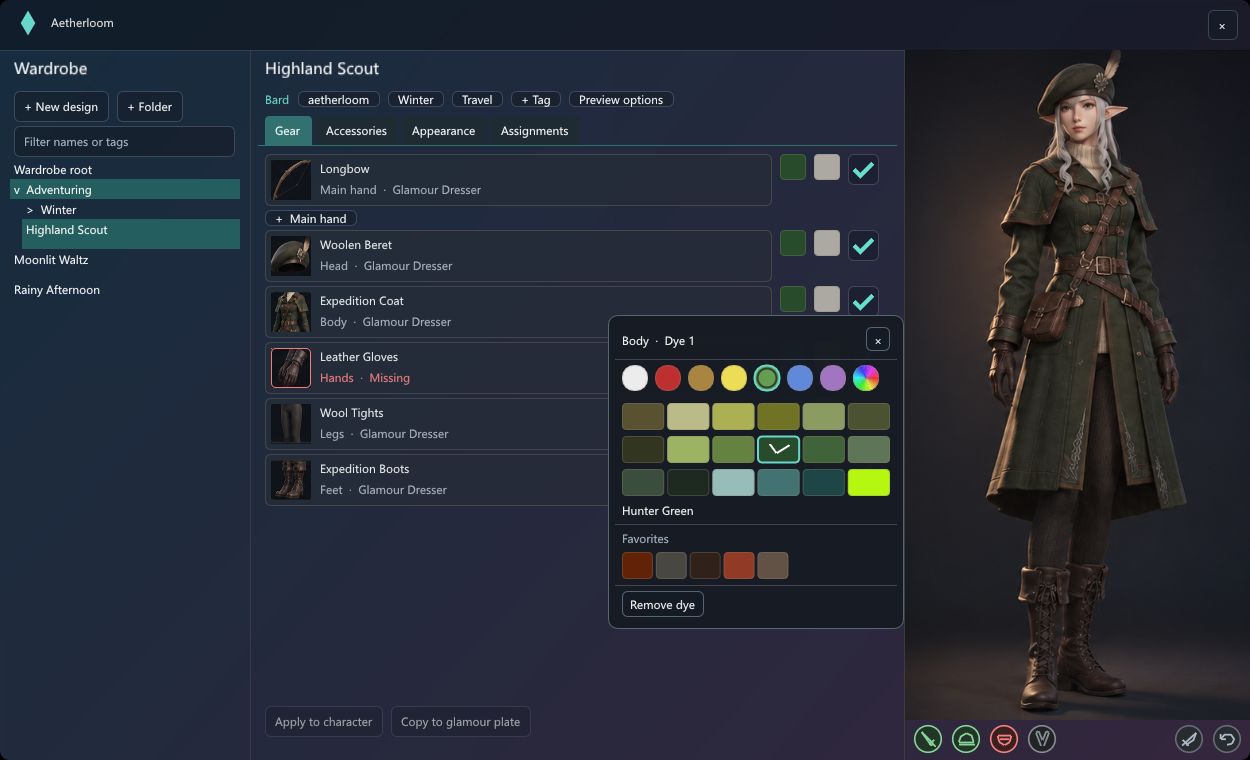 Aetherloom
×
Wardrobe
+ New design
+ Folder
Filter names or tags
Wardrobe root
v Adventuring
> Winter
Highland Scout
Moonlit Waltz
Rainy Afternoon
Highland Scout
Bard aetherloom Winter Travel + Tag Preview options
Gear Accessories Appearance Assignments
Longbow
Main hand · Glamour Dresser
+ Main hand
Woolen Beret
Head · Glamour Dresser
Expedition Coat
Body · Glamour Dresser
Leather Gloves
Hands · Missing
Wool Tights
Legs · Glamour Dresser
Expedition Boots
Feet · Glamour Dresser
Body · Dye 1
×
Hunter Green
Favorites
Remove dye
Apply to character
Copy to glamour plate